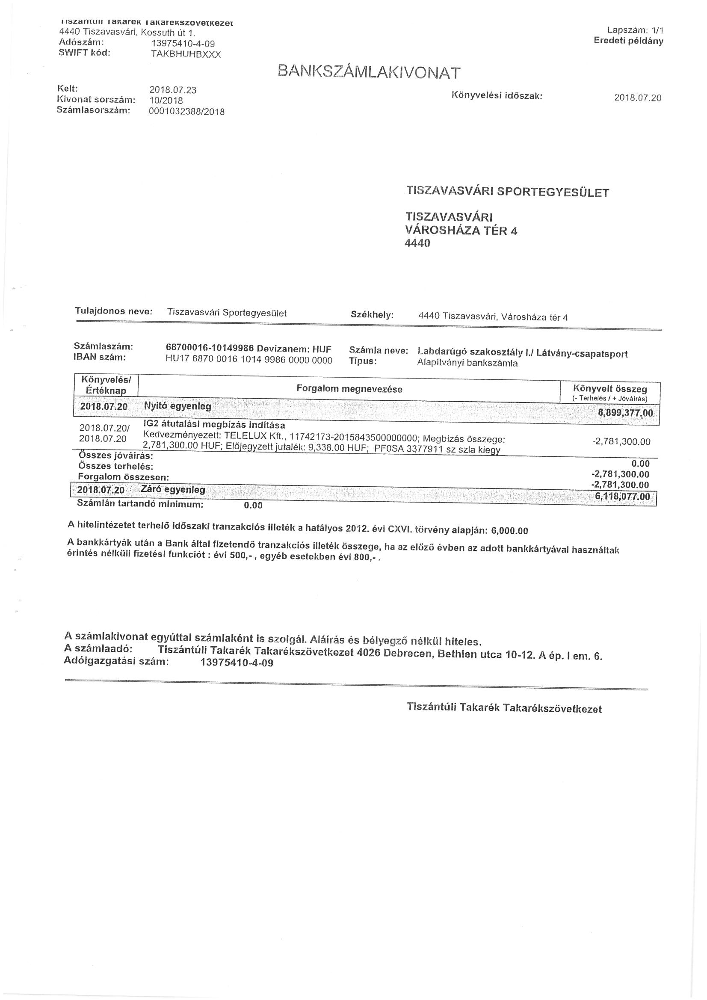 Tiszántúli Takarék Takarékszövetkezet
4440 Tiszavasvári, Kossuth út 1.
Adószám: 13975410-4-09
SWIFT kód: TAKBHUHBXXX
Lapszám: 1/1
Eredeti példány
BANKSZÁMLAKIVONAT
Kelt: 2018.07.23
Kivonat sorszám: 10/2018
Számlasorszám: 0001032388/2018
Könyvelési időszak: 2018.07.20
TISZAVASVÁRI SPORTEGYESÜLET
TISZAVASVÁRI
VÁROSHÁZA TÉR 4
4440
Tulajdonos neve: Tiszavasvári Sportegyesület Székhely: 4440 Tiszavasvári, Városháza tér 4
Számlaszám: 68700016-10149986 Devizanem: HUF Számla neve: Labdarúgó szakosztály I./ Látvány-csapatsport
IBAN szám: HU17 6870 0016 1014 9986 0000 0000 Típus: Alapítványi bankszámla
Könyvelés/
Értéknap
Forgalom megnevezése
Könyvelt összeg
(- Terhelés / + Jóváírás)
2018.07.20 Nyitó egyenleg 8,899,377.00
2018.07.20/ IG2 átutalási megbízás indítása
2018.07.20 Kedvezményezett: TELELUX Kft., 11742173-2015843500000000; Megbízás összege: -2,781,300.00
2,781,300.00 HUF; Előjegyzett jutalék: 9,338.00 HUF; PF0SA 3377911 sz szla kiegy
Összes jóváírás: 0.00
Összes terhelés: -2,781,300.00
Forgalom összesen: -2,781,300.00
2018.07.20 Záró egyenleg 6,118,077.00
Számlán tartandó minimum: 0.00
A hitelintézetet terhelő időszaki tranzakciós illeték a hatályos 2012. évi CXVI. törvény alapján: 6,000.00
A bankkártyák után a Bank által fizetendő tranzakciós illeték összege, ha az előző évben az adott bankkártyával használtak
érintés nélküli fizetési funkciót : évi 500,- , egyéb esetekben évi 800,- .
A számlakivonat egyúttal számlaként is szolgál. Aláírás és bélyegző nélkül hiteles.
A számlaadó: Tiszántúli Takarék Takarékszövetkezet 4026 Debrecen, Bethlen utca 10-12. A ép. I em. 6.
Adóigazgatási szám: 13975410-4-09
Tiszántúli Takarék Takarékszövetkezet